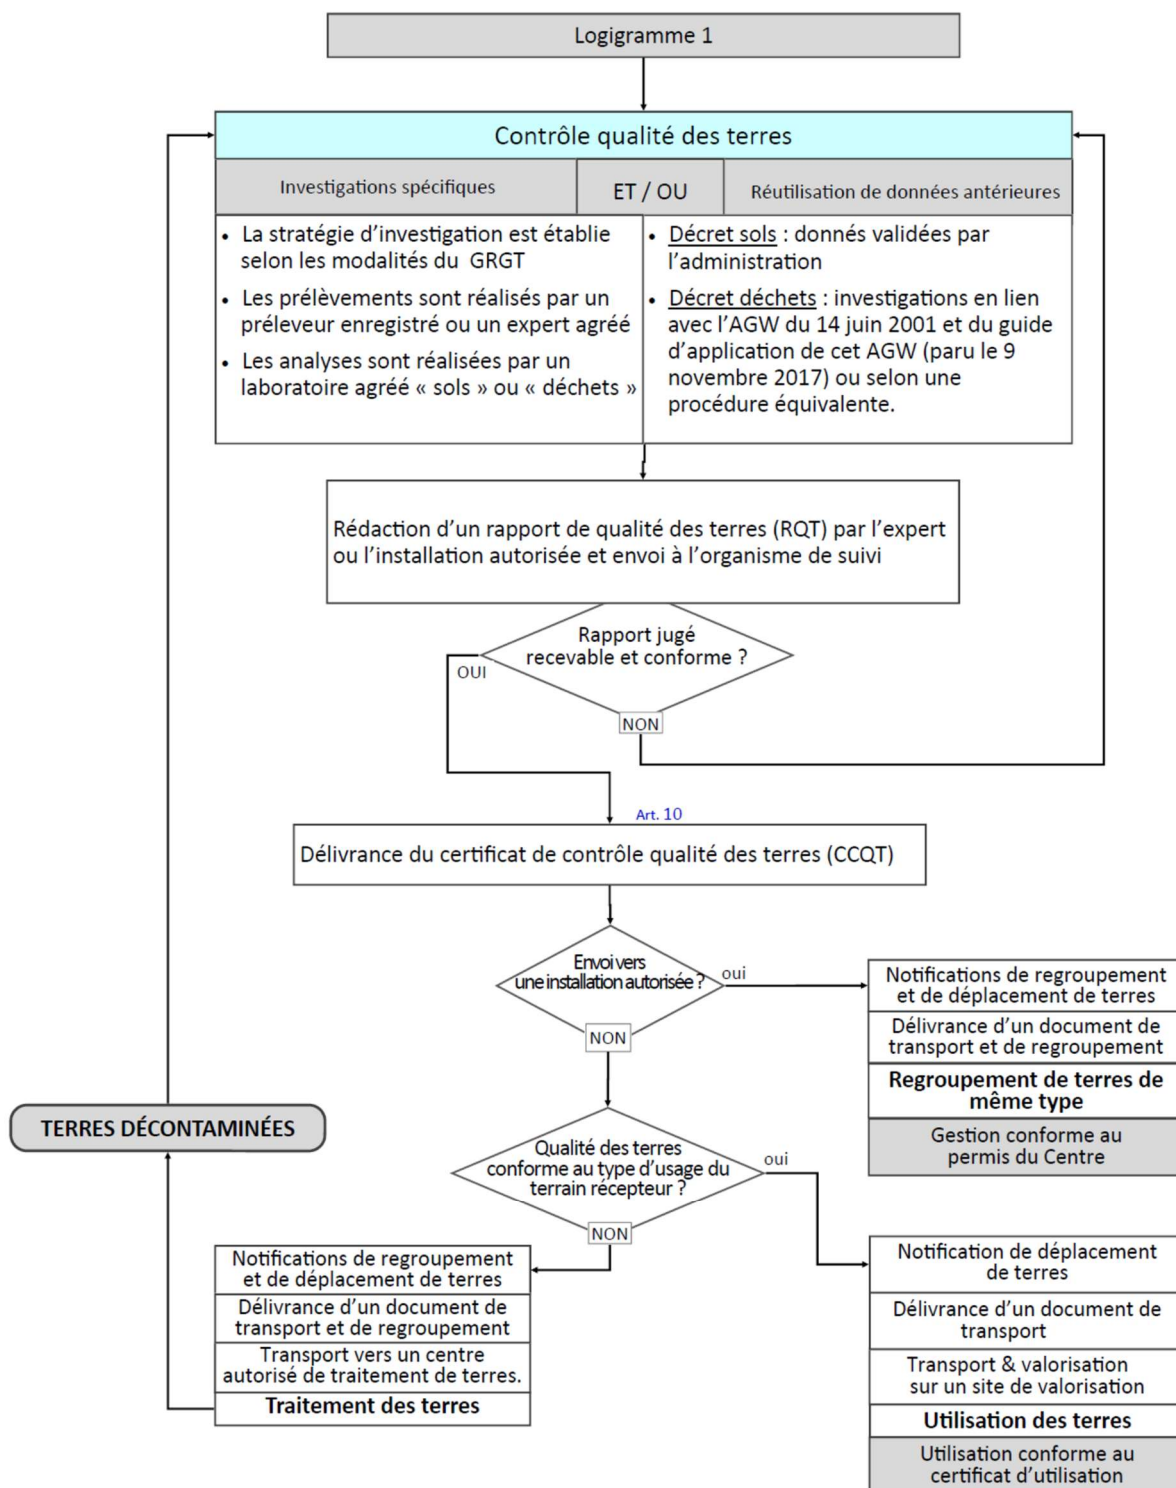 Logigramme 1
Contrôle qualité des terres
Investigations spécifiques
ET / OU
Réutilisation de données antérieures
• La stratégie d’investigation est établie
selon les modalités du GRGT
• Les prélèvements sont réalisés par un
préleveur enregistré ou un expert agréé
• Les analyses sont réalisées par un
laboratoire agréé « sols » ou « déchets »
• Décret sols : donnés validées par
l’administration
• Décret déchets : investigations en lien
avec l’AGW du 14 juin 2001 et du guide
d’application de cet AGW (paru le 9
novembre 2017) ou selon une
procédure équivalente.
Rédaction d’un rapport de qualité des terres (RQT) par l’expert
ou l’installation autorisée et envoi à l’organisme de suivi
Rapport jugé
recevable et conforme ?
OUI
NON
Art. 10
Délivrance du certificat de contrôle qualité des terres (CCQT)
Envoi vers
une installation autorisée ?
oui
NON
Notifications de regroupement
et de déplacement de terres
Délivrance d’un document de
transport et de regroupement
Regroupement de terres de
même type
Gestion conforme au
permis du Centre
TERRES DÉCONTAMINÉES
Qualité des terres
conforme au type d’usage du
terrain récepteur ?
oui
NON
Notifications de regroupement
et de déplacement de terres
Délivrance d’un document de
transport et de regroupement
Transport vers un centre
autorisé de traitement de terres.
Traitement des terres
Notification de déplacement
de terres
Délivrance d’un document de
transport
Transport & valorisation
sur un site de valorisation
Utilisation des terres
Utilisation conforme au
certificat d’utilisation